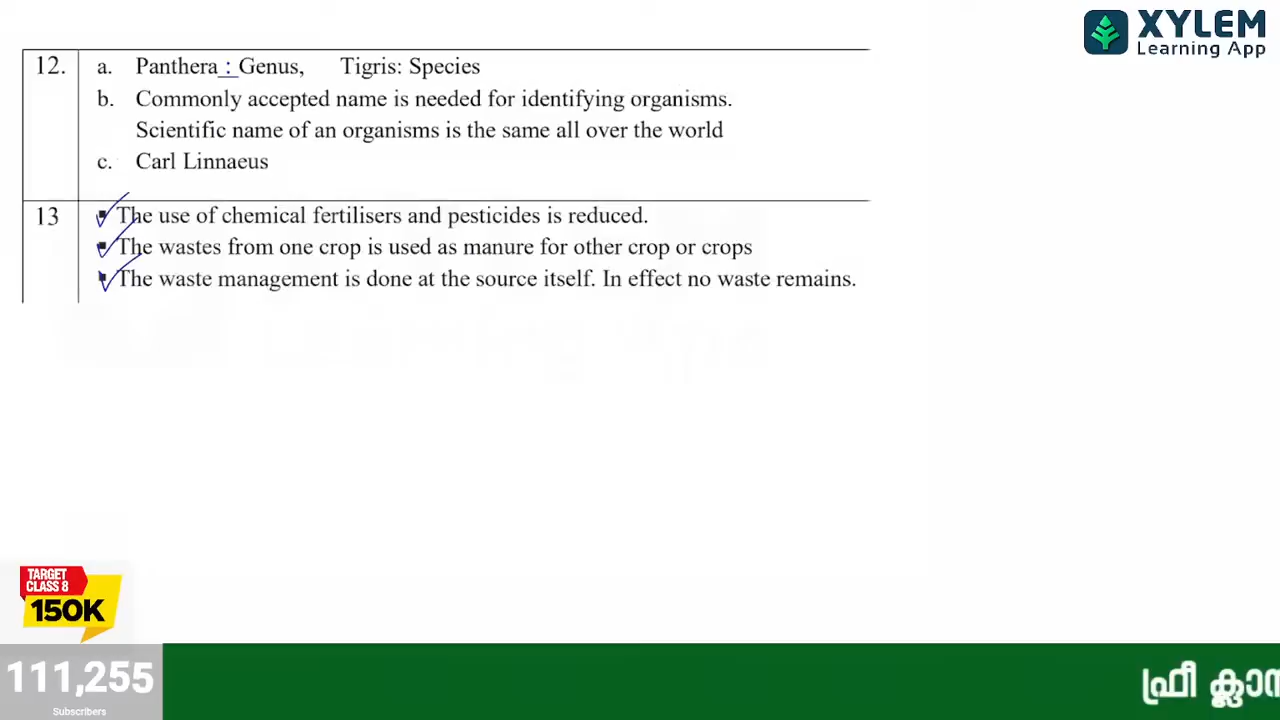 XYLEM
Learning App
12. a. Panthera : Genus, Tigris: Species
b. Commonly accepted name is needed for identifying organisms.
Scientific name of an organisms is the same all over the world
c. Carl Linnaeus
13 ▪ The use of chemical fertilisers and pesticides is reduced.
▪ The wastes from one crop is used as manure for other crop or crops
▪ The waste management is done at the source itself. In effect no waste remains.
TARGET
CLASS 8
150K
111,255
Subscribers
ഫ്രീ